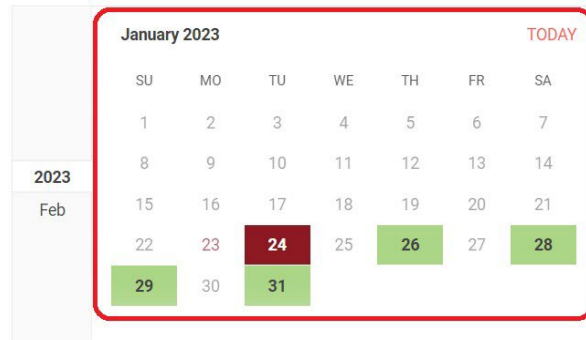 January 2023 TODAY
SU MO TU WE TH FR SA
1 2 3 4 5 6 7
8 9 10 11 12 13 14
2023
Feb
15 16 17 18 19 20 21
22 23 24 25 26 27 28
29 30 31